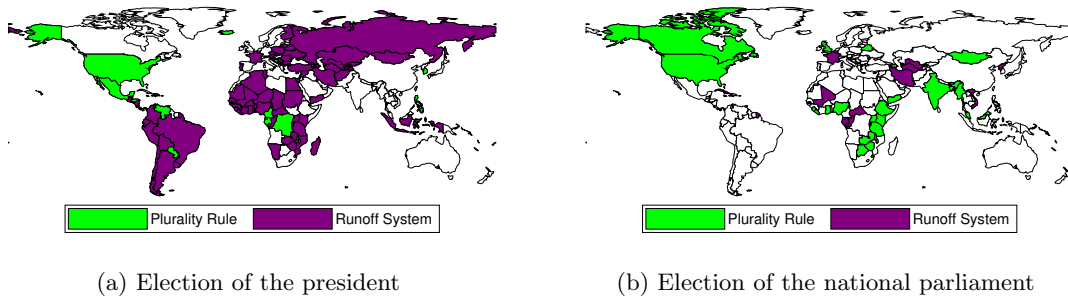 Plurality Rule Runoff System
Plurality Rule Runoff System
(a) Election of the president
(b) Election of the national parliament